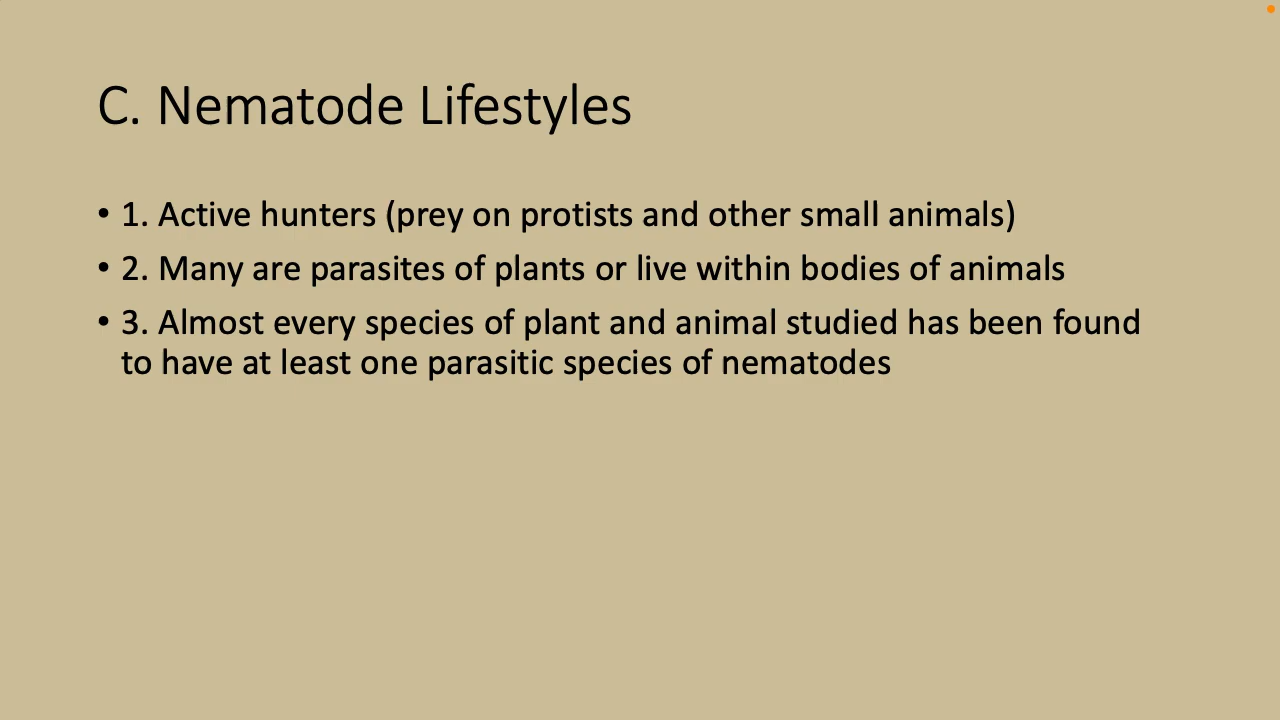 C. Nematode Lifestyles
• 1. Active hunters (prey on protists and other small animals)
• 2. Many are parasites of plants or live within bodies of animals
• 3. Almost every species of plant and animal studied has been found
to have at least one parasitic species of nematodes